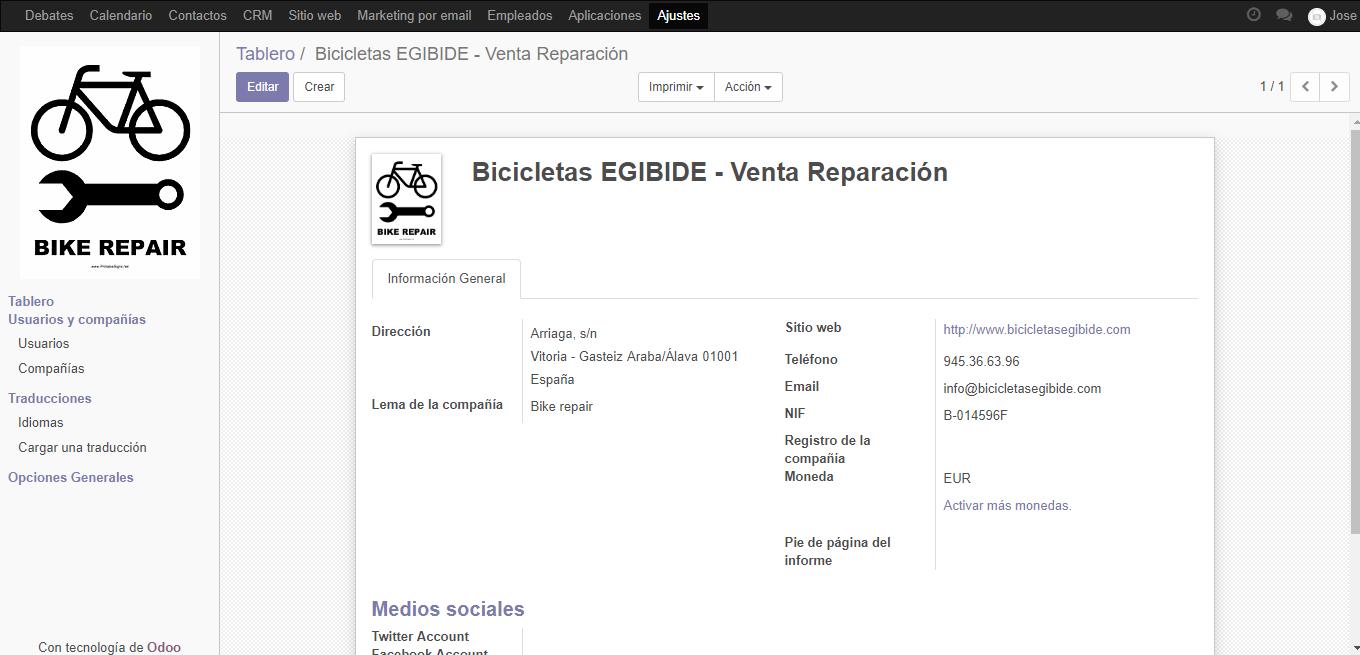 Debates Calendario Contactos CRM Sitio web Marketing por email Empleados Aplicaciones Ajustes Jose
BIKE REPAIR
Tablero
Usuarios y compañías
Usuarios
Compañías
Traducciones
Idiomas
Cargar una traducción
Opciones Generales
Con tecnología de Odoo
Tablero / Bicicletas EGIBIDE - Venta Reparación
Editar Crear Imprimir Acción 1 / 1
BIKE REPAIR
Bicicletas EGIBIDE - Venta Reparación
Información General
Dirección
Arriaga, s/n
Vitoria - Gasteiz Araba/Álava 01001
España
Lema de la compañía Bike repair
Sitio web http://www.bicicletasegibide.com
Teléfono 945.36.63.96
Email info@bicicletasegibide.com
NIF B-014596F
Registro de la
compañía
Moneda EUR
Activar más monedas.
Pie de página del
informe
Medios sociales
Twitter Account
Facebook Account